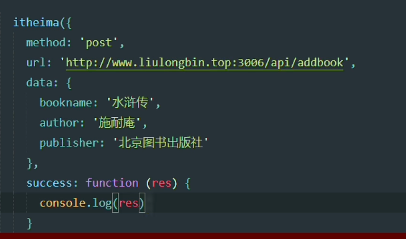 itheima({
method: 'post',
url: 'http://www.liulongbin.top:3006/api/addbook',
data: {
bookname: '水浒传',
author: '施耐庵',
publisher: '北京图书出版社'
},
success: function (res) {
console.log(res)
}